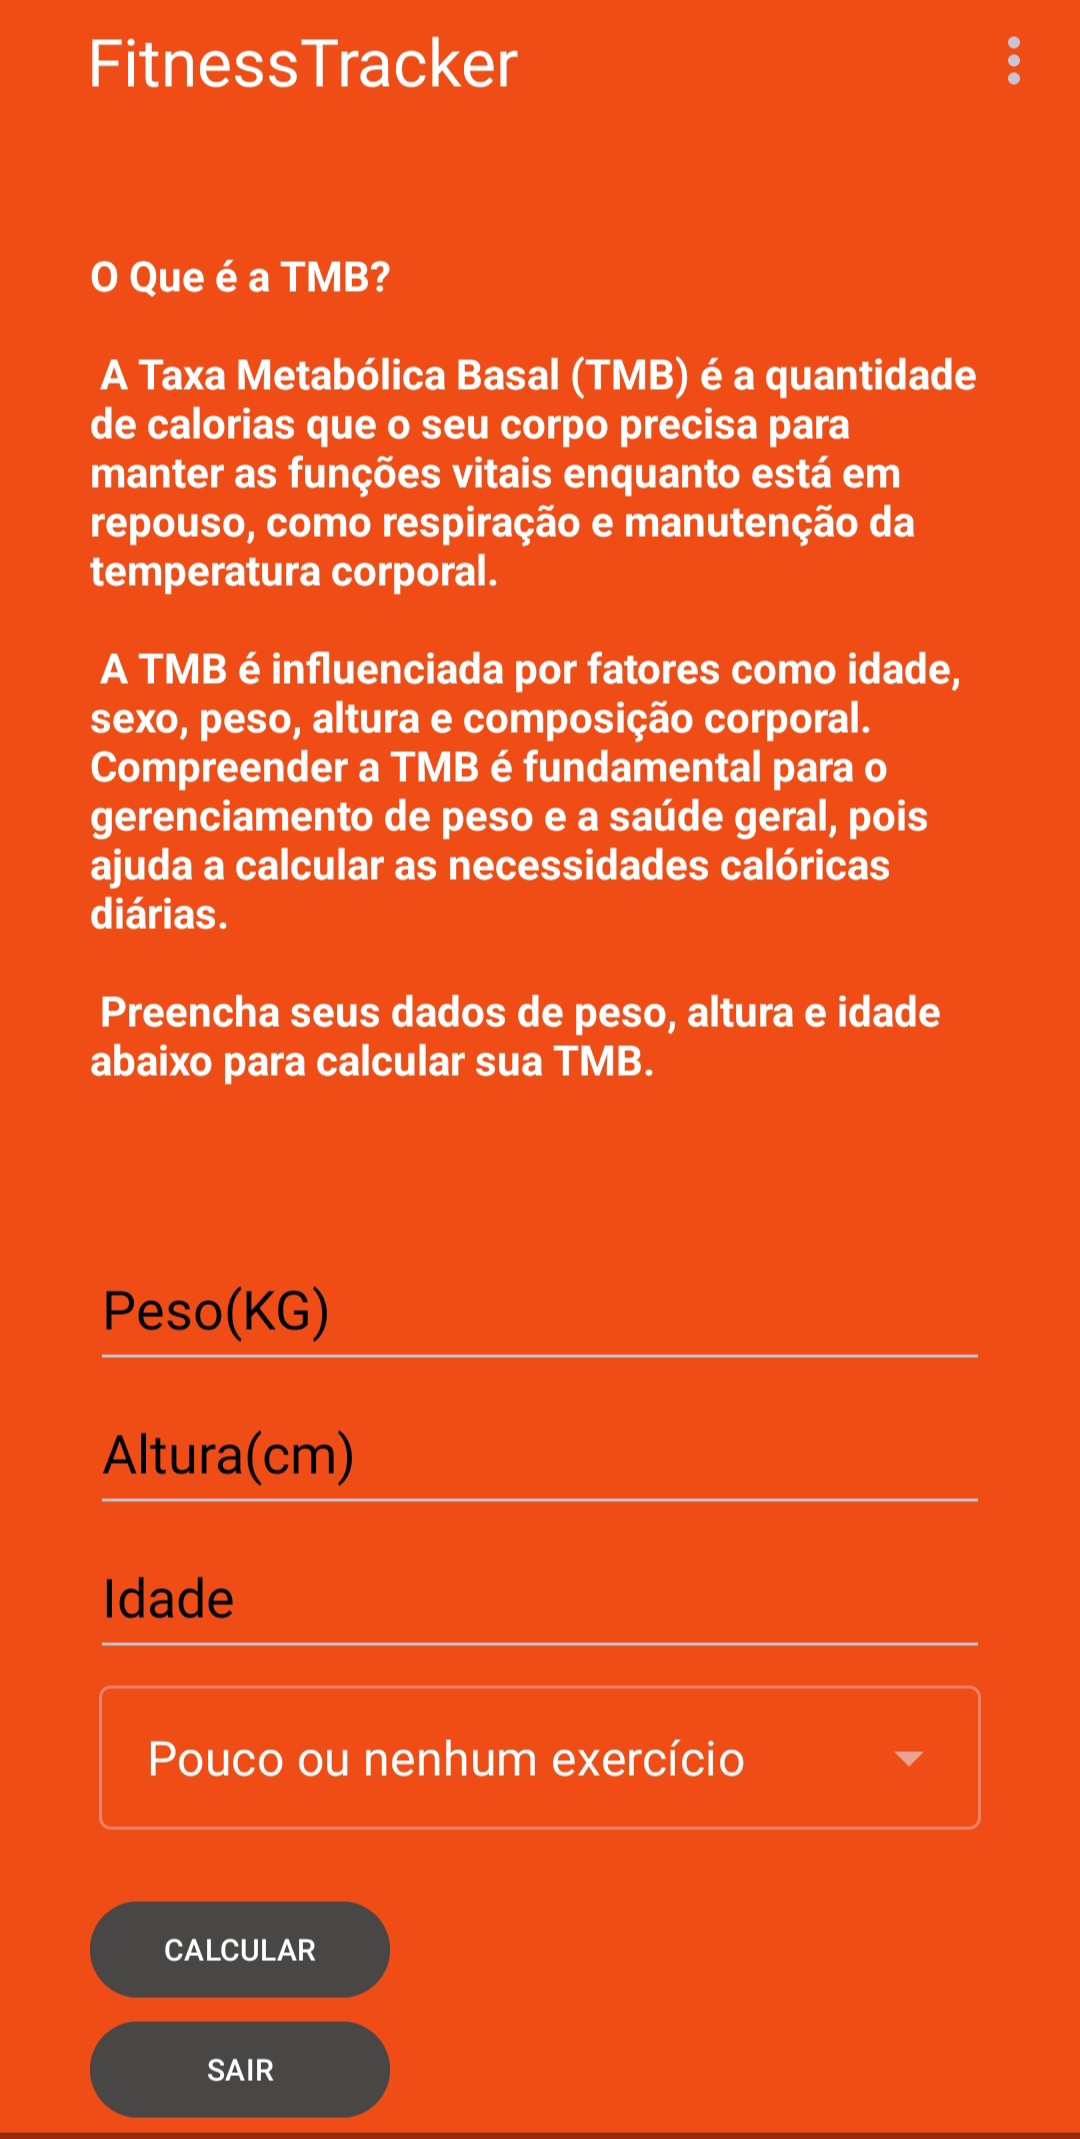 FitnessTracker
O Que é a TMB?
A Taxa Metabólica Basal (TMB) é a quantidade
de calorias que o seu corpo precisa para
manter as funções vitais enquanto está em
repouso, como respiração e manutenção da
temperatura corporal.
A TMB é influenciada por fatores como idade,
sexo, peso, altura e composição corporal.
Compreender a TMB é fundamental para o
gerenciamento de peso e a saúde geral, pois
ajuda a calcular as necessidades calóricas
diárias.
Preencha seus dados de peso, altura e idade
abaixo para calcular sua TMB.
Peso(KG)
Altura(cm)
Idade
Pouco ou nenhum exercício
CALCULAR
SAIR